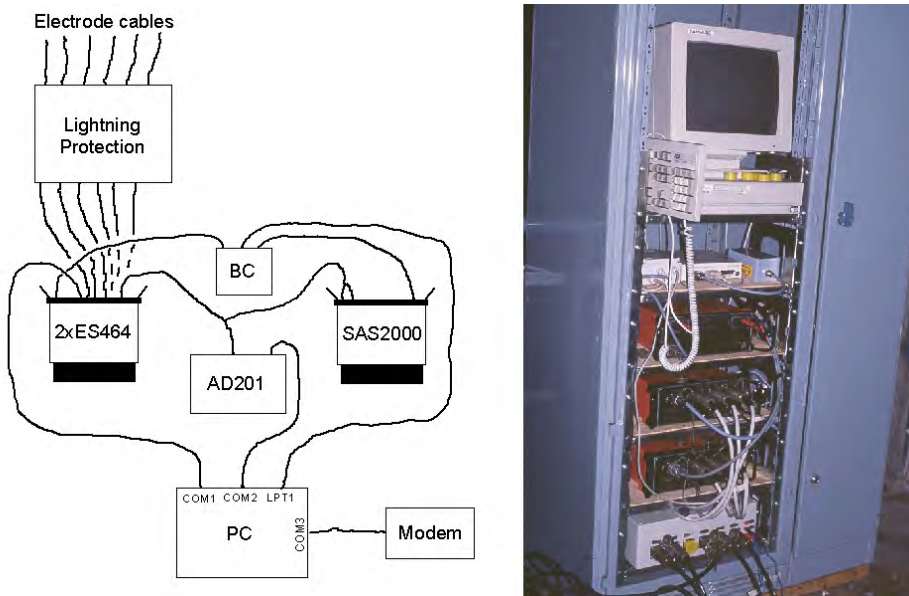 Electrode cables
Lightning
Protection
BC
2xES464
SAS2000
AD201
COM1 COM2 LPT1
PC
COM3
Modem